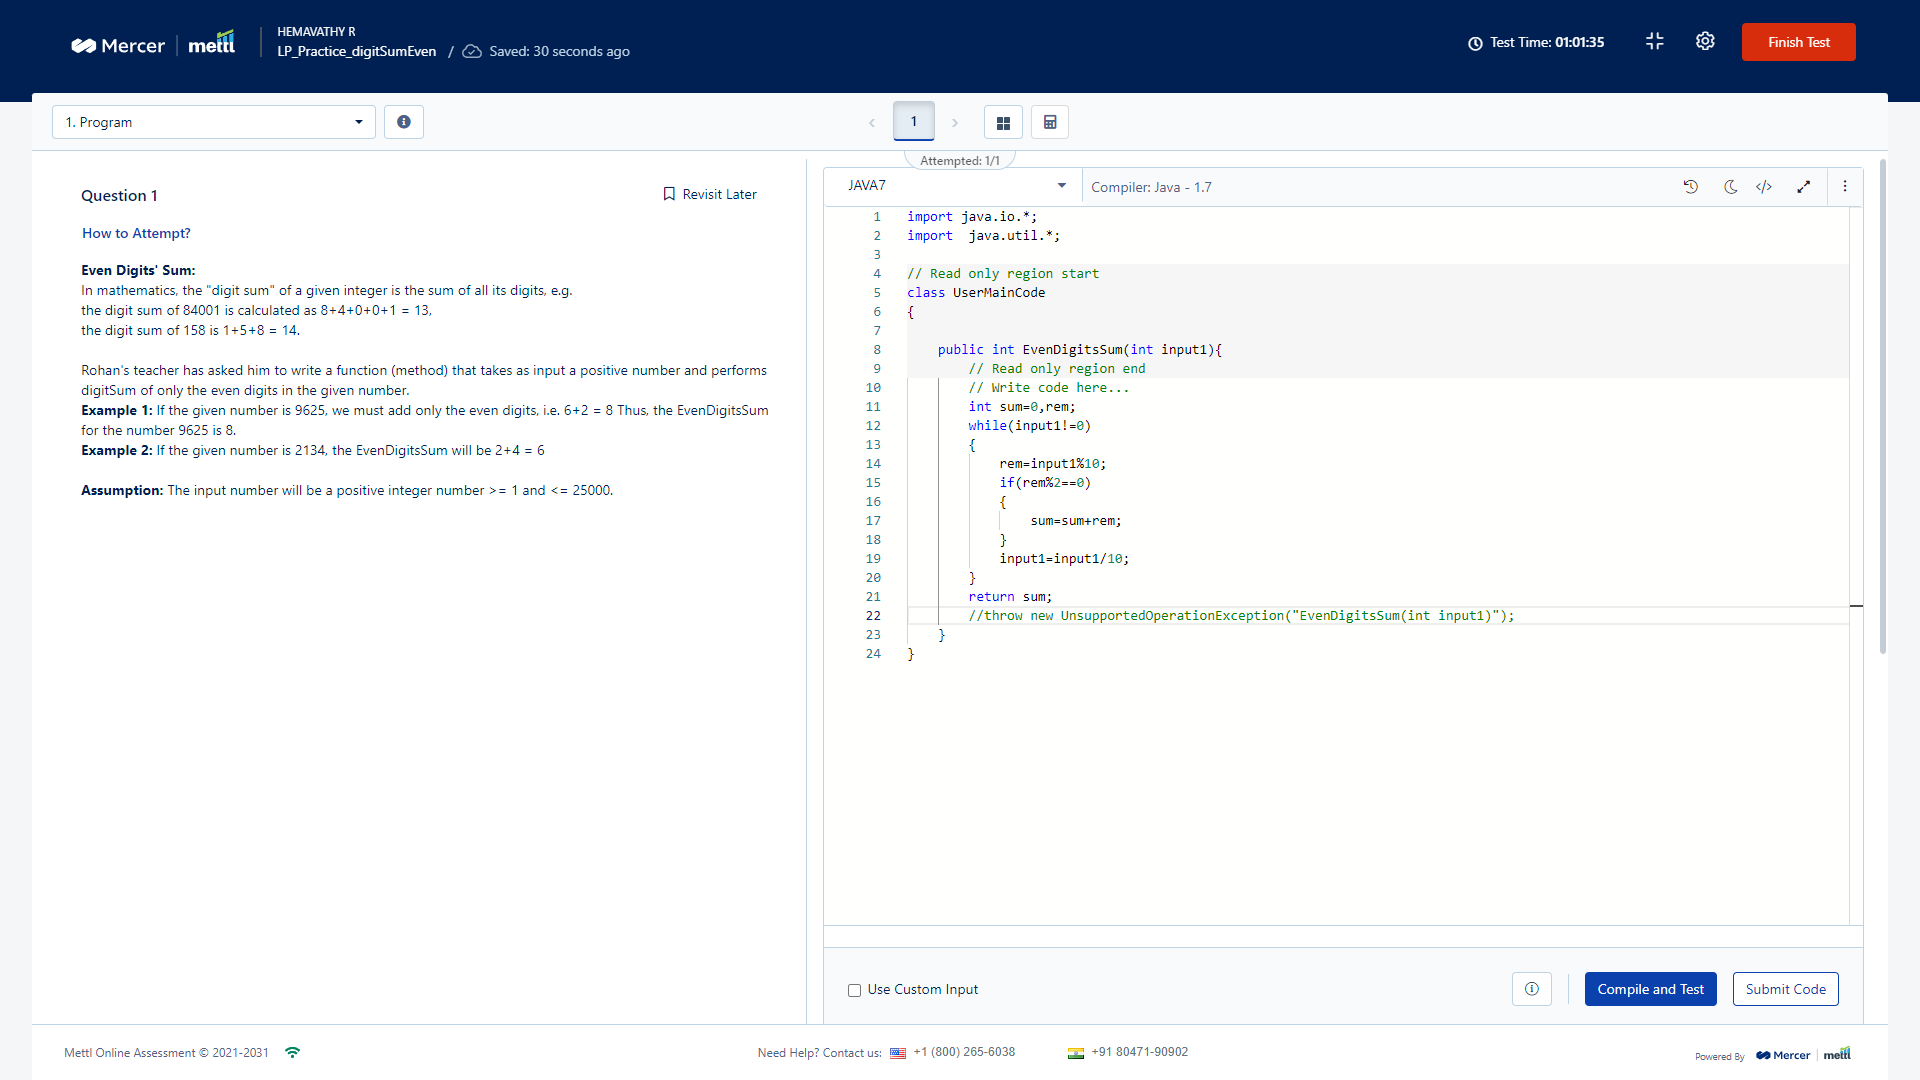 Mercer
mettl
HEMAVATHY R
LP_Practice_digitSumEven / Saved: 30 seconds ago
Test Time: 01:01:35
Finish Test
1. Program
1
Attempted: 1/1
Question 1
Revisit Later
How to Attempt?
Even Digits' Sum:
In mathematics, the "digit sum" of a given integer is the sum of all its digits, e.g.
the digit sum of 84001 is calculated as 8+4+0+0+1 = 13,
the digit sum of 158 is 1+5+8 = 14.
Rohan's teacher has asked him to write a function (method) that takes as input a positive number and performs
digitSum of only the even digits in the given number.
Example 1: If the given number is 9625, we must add only the even digits, i.e. 6+2 = 8 Thus, the EvenDigitsSum
for the number 9625 is 8.
Example 2: If the given number is 2134, the EvenDigitsSum will be 2+4 = 6
Assumption: The input number will be a positive integer number >= 1 and <= 25000.
JAVA7
Compiler: Java - 1.7
1 import java.io.*;
2 import  java.util.*;
3
4 // Read only region start
5 class UserMainCode
6 {
7
8     public int EvenDigitsSum(int input1){
9         // Read only region end
10         // Write code here...
11         int sum=0,rem;
12         while(input1!=0)
13         {
14             rem=input1%10;
15             if(rem%2==0)
16             {
17                 sum=sum+rem;
18             }
19             input1=input1/10;
20         }
21         return sum;
22         //throw new UnsupportedOperationException("EvenDigitsSum(int input1)");
23     }
24 }
Use Custom Input
Compile and Test
Submit Code
Mettl Online Assessment © 2021-2031
Need Help? Contact us: +1 (800) 265-6038
+91 80471-90902
Powered By Mercer mettl